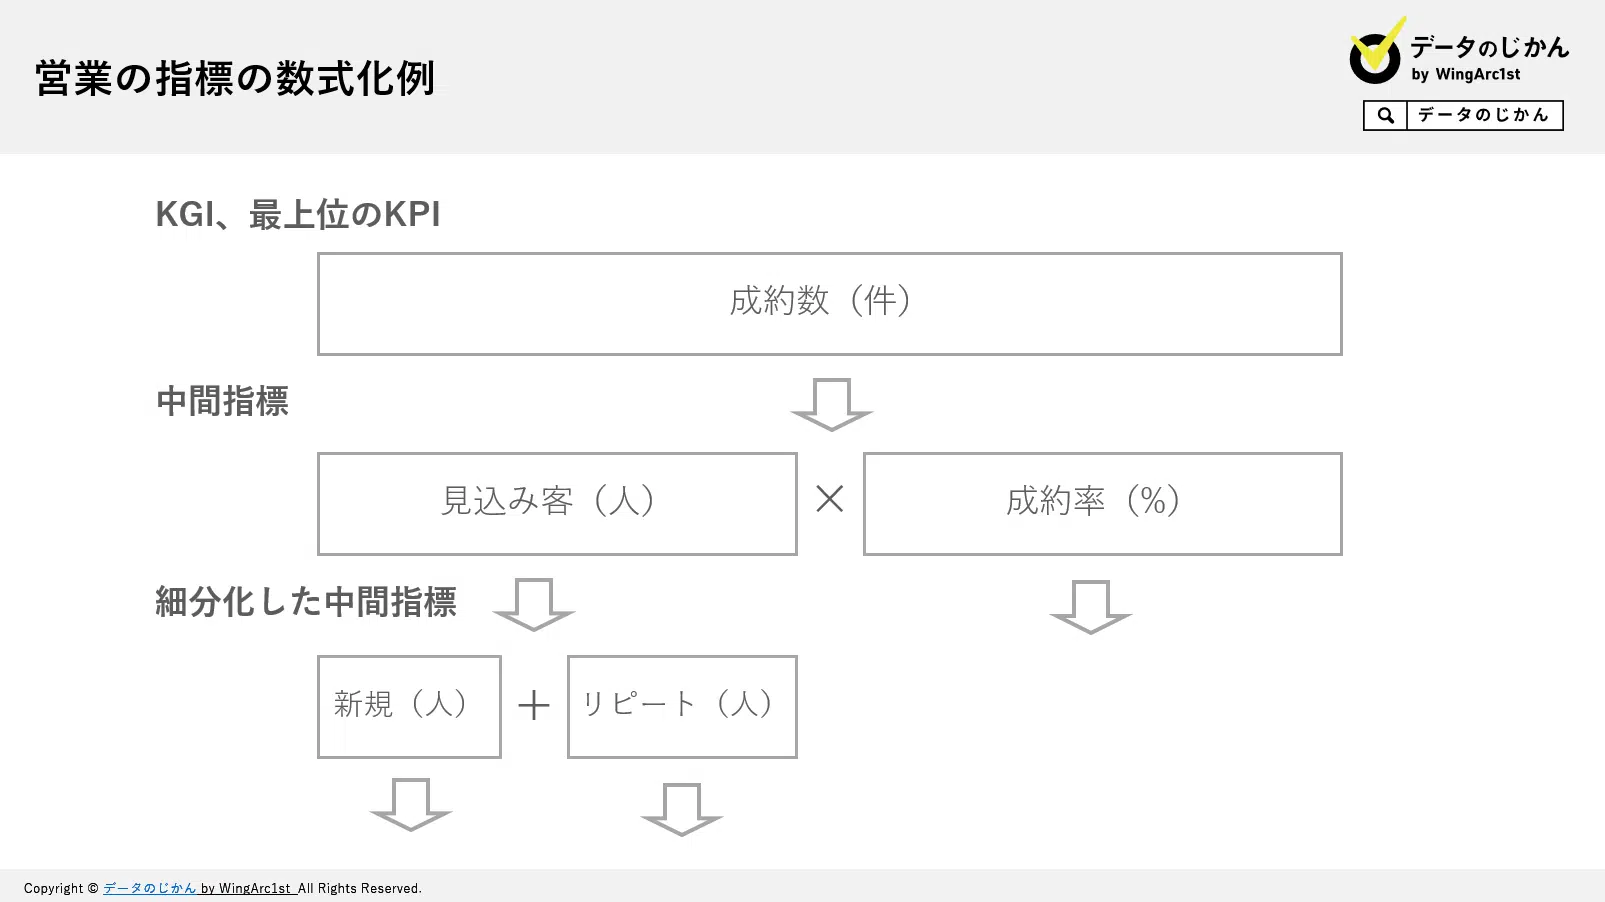 営業の指標の数式化例
データのじかん
by WingArc1st
データのじかん
KGI、最上位のKPI
成約数（件）
中間指標
見込み客（人） × 成約率（%）
細分化した中間指標
新規（人） + リピート（人）
Copyright © データのじかん by WingArc1st All Rights Reserved.